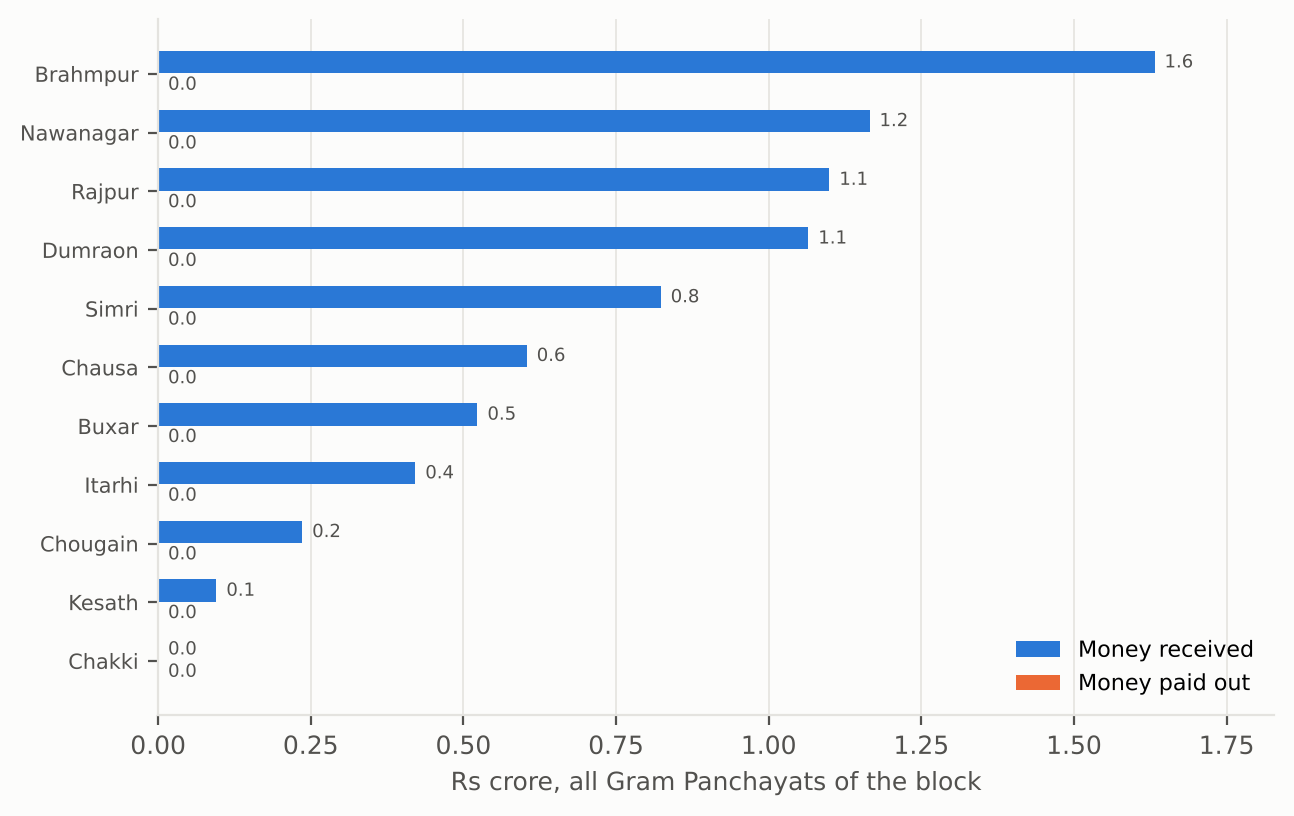 Brahmpur 1.6
0.0
Nawanagar 1.2
0.0
Rajpur 1.1
0.0
Dumraon 1.1
0.0
Simri 0.8
0.0
Chausa 0.6
0.0
Buxar 0.5
0.0
Itarhi 0.4
0.0
Chougain 0.2
0.0
Kesath 0.1
0.0
Chakki 0.0
0.0
Money received
Money paid out
0.00 0.25 0.50 0.75 1.00 1.25 1.50 1.75
Rs crore, all Gram Panchayats of the block